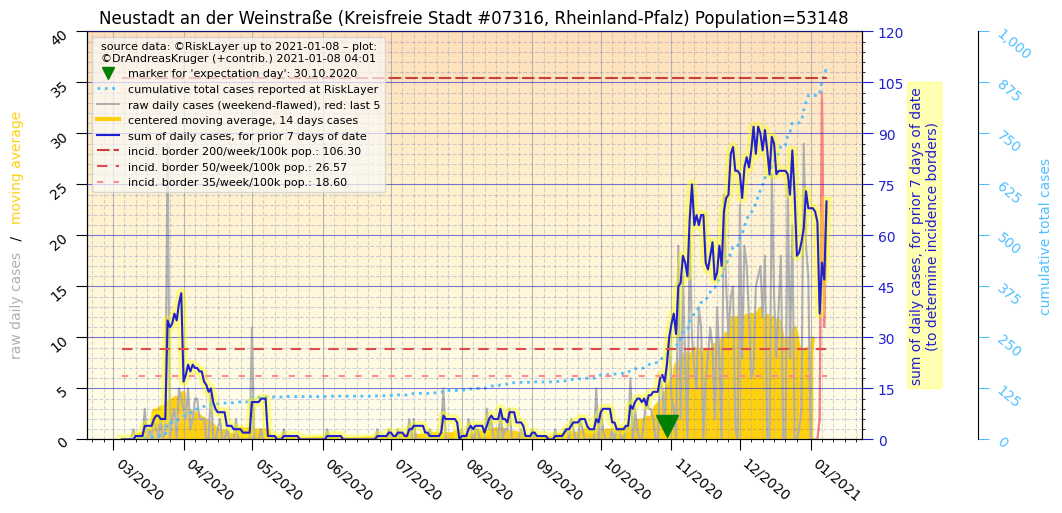 Neustadt an der Weinstraße (Kreisfreie Stadt #07316, Rheinland-Pfalz) Population=53148
source data: ©RiskLayer up to 2021-01-08 – plot:
©DrAndreasKruger (+contrib.) 2021-01-08 04:01
marker for 'expectation day': 30.10.2020
cumulative total cases reported at RiskLayer
raw daily cases (weekend-flawed), red: last 5
centered moving average, 14 days cases
sum of daily cases, for prior 7 days of date
incid. border 200/week/100k pop.: 106.30
incid. border 50/week/100k pop.: 26.57
incid. border 35/week/100k pop.: 18.60
raw daily cases / moving average
40
35
30
25
20
15
10
5
0
03/2020
04/2020
05/2020
06/2020
07/2020
08/2020
09/2020
10/2020
11/2020
12/2020
01/2021
120
105
90
75
60
45
30
15
0
sum of daily cases, for prior 7 days of date
(to determine incidence borders)
1,000
875
750
625
500
375
250
125
0
cumulative total cases